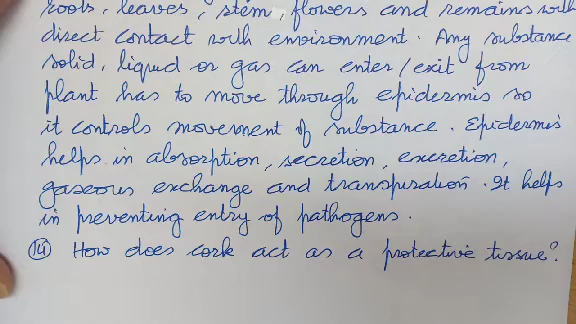 roots, leaves, stem, flowers and remains with
direct contact with environment. Any substance
solid, liquid or gas can enter/exit from
plant has to move through epidermis so
it controls movement of substance. Epidermis
helps in absorption, secretion, excretion,
gaseous exchange and transpiration. It helps
in preventing entry of pathogens.
14 How does cork act as a protective tissue?